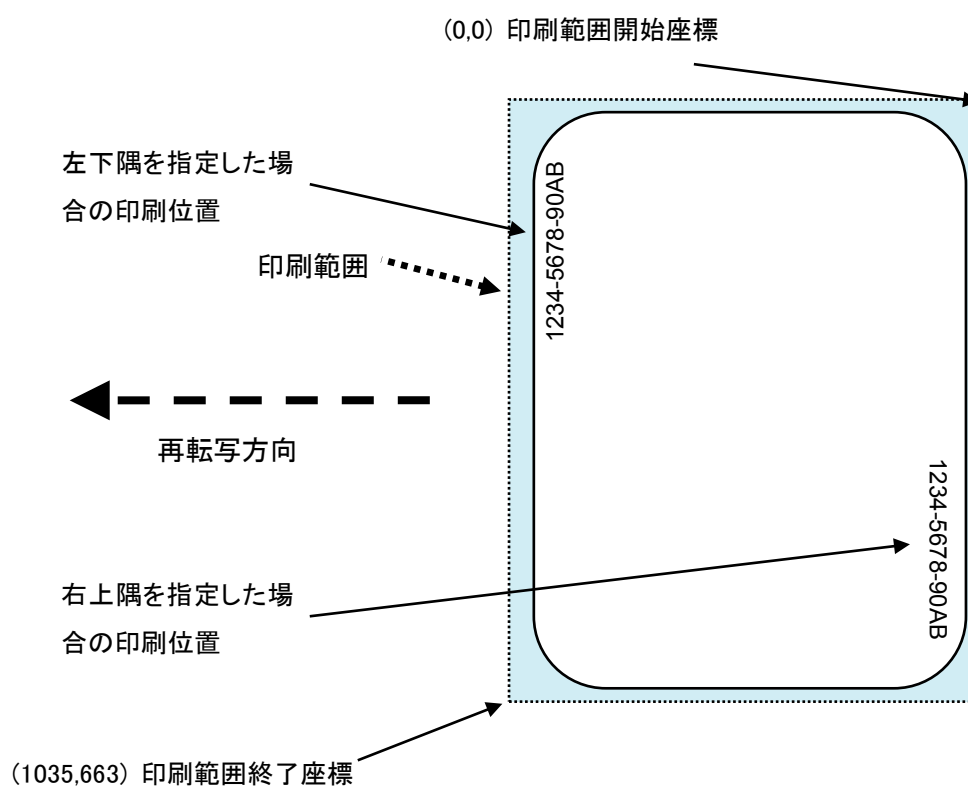 (0,0) 印刷範囲開始座標
左下隅を指定した場
合の印刷位置
1234-5678-90AB
印刷範囲
再転写方向
1234-5678-90AB
右上隅を指定した場
合の印刷位置
(1035,663) 印刷範囲終了座標